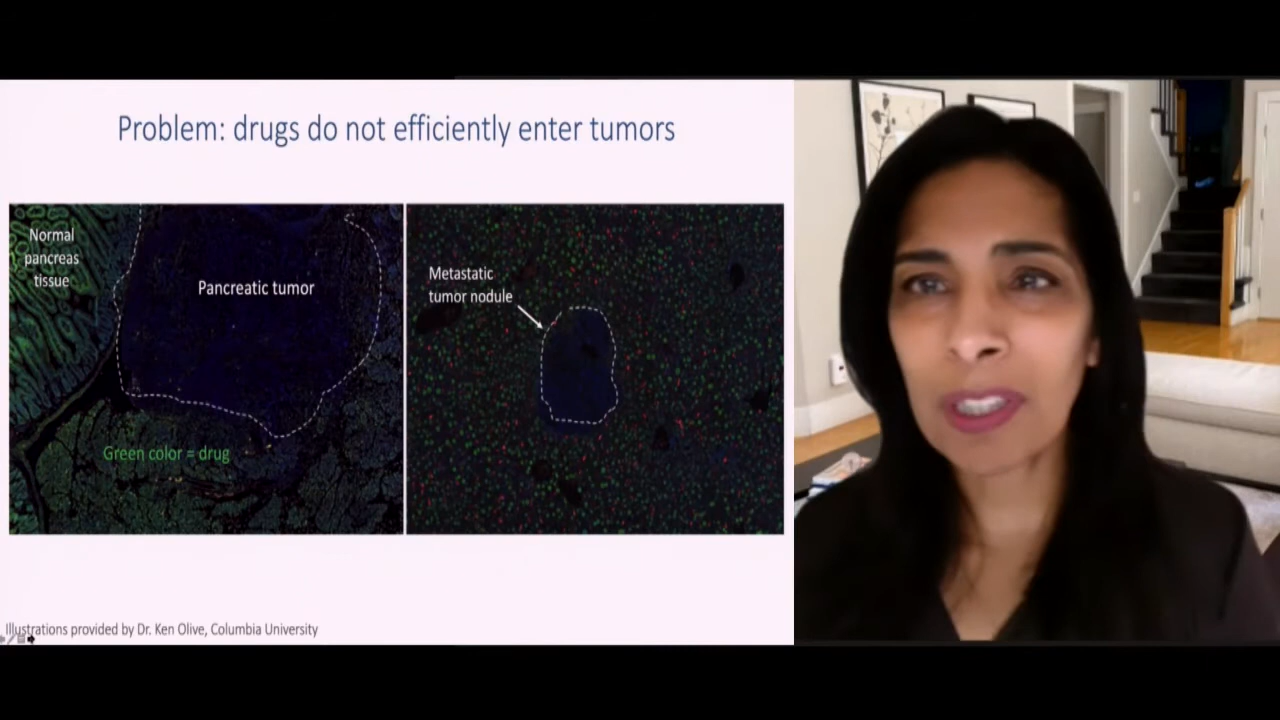 Problem: drugs do not efficiently enter tumors
Normal
pancreas
tissue
Pancreatic tumor
Green color = drug
Metastatic
tumor nodule
Illustrations provided by Dr. Ken Olive, Columbia University